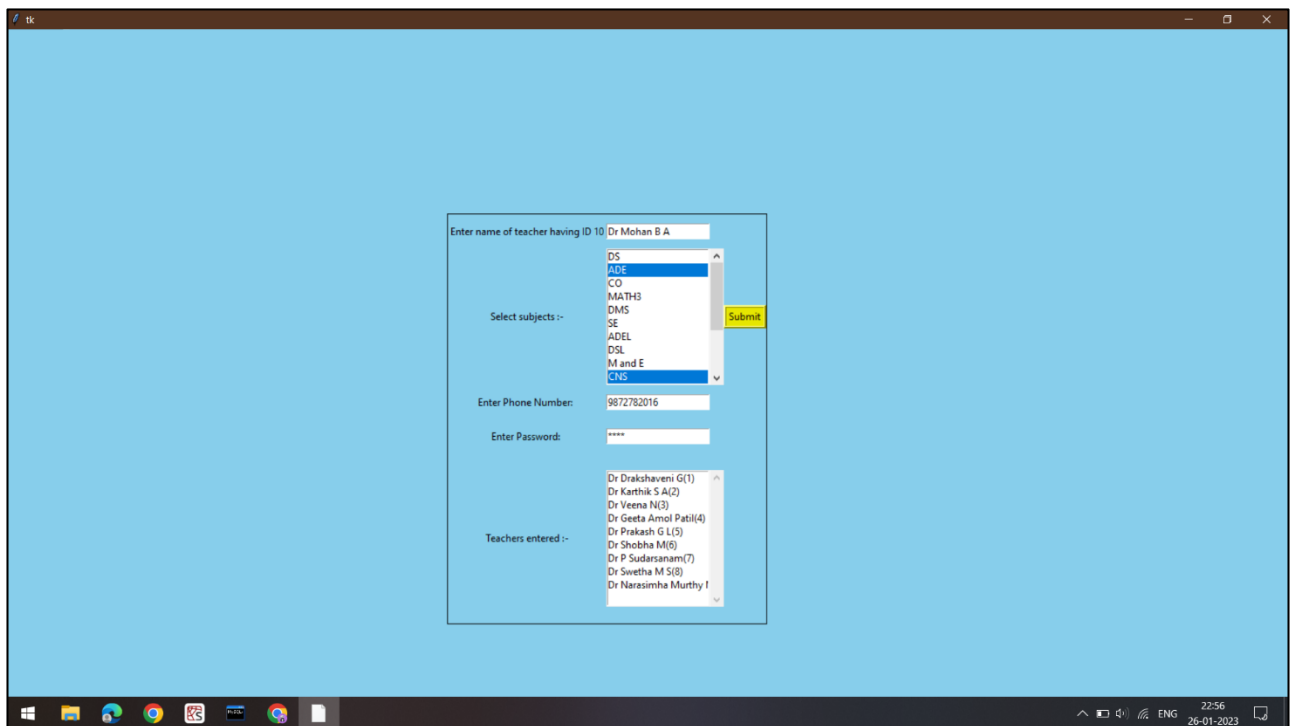 tk
Enter name of teacher having ID 10 Dr Mohan B A
DS
ADE
CO
MATH3
Select subjects :-
DMS
Submit
SE
ADEL
DSL
M and E
CNS
Enter Phone Number: 9872782016
Enter Password: ****
Dr Drakshaveni G(1)
Dr Karthik S A(2)
Dr Veena N(3)
Dr Geeta Amol Patil(4)
Dr Prakash G L(5)
Teachers entered :-
Dr Shobha M(6)
Dr P Sudarsanam(7)
Dr Swetha M S(8)
Dr Narasimha Murthy
ENG
22:56
26-01-2023